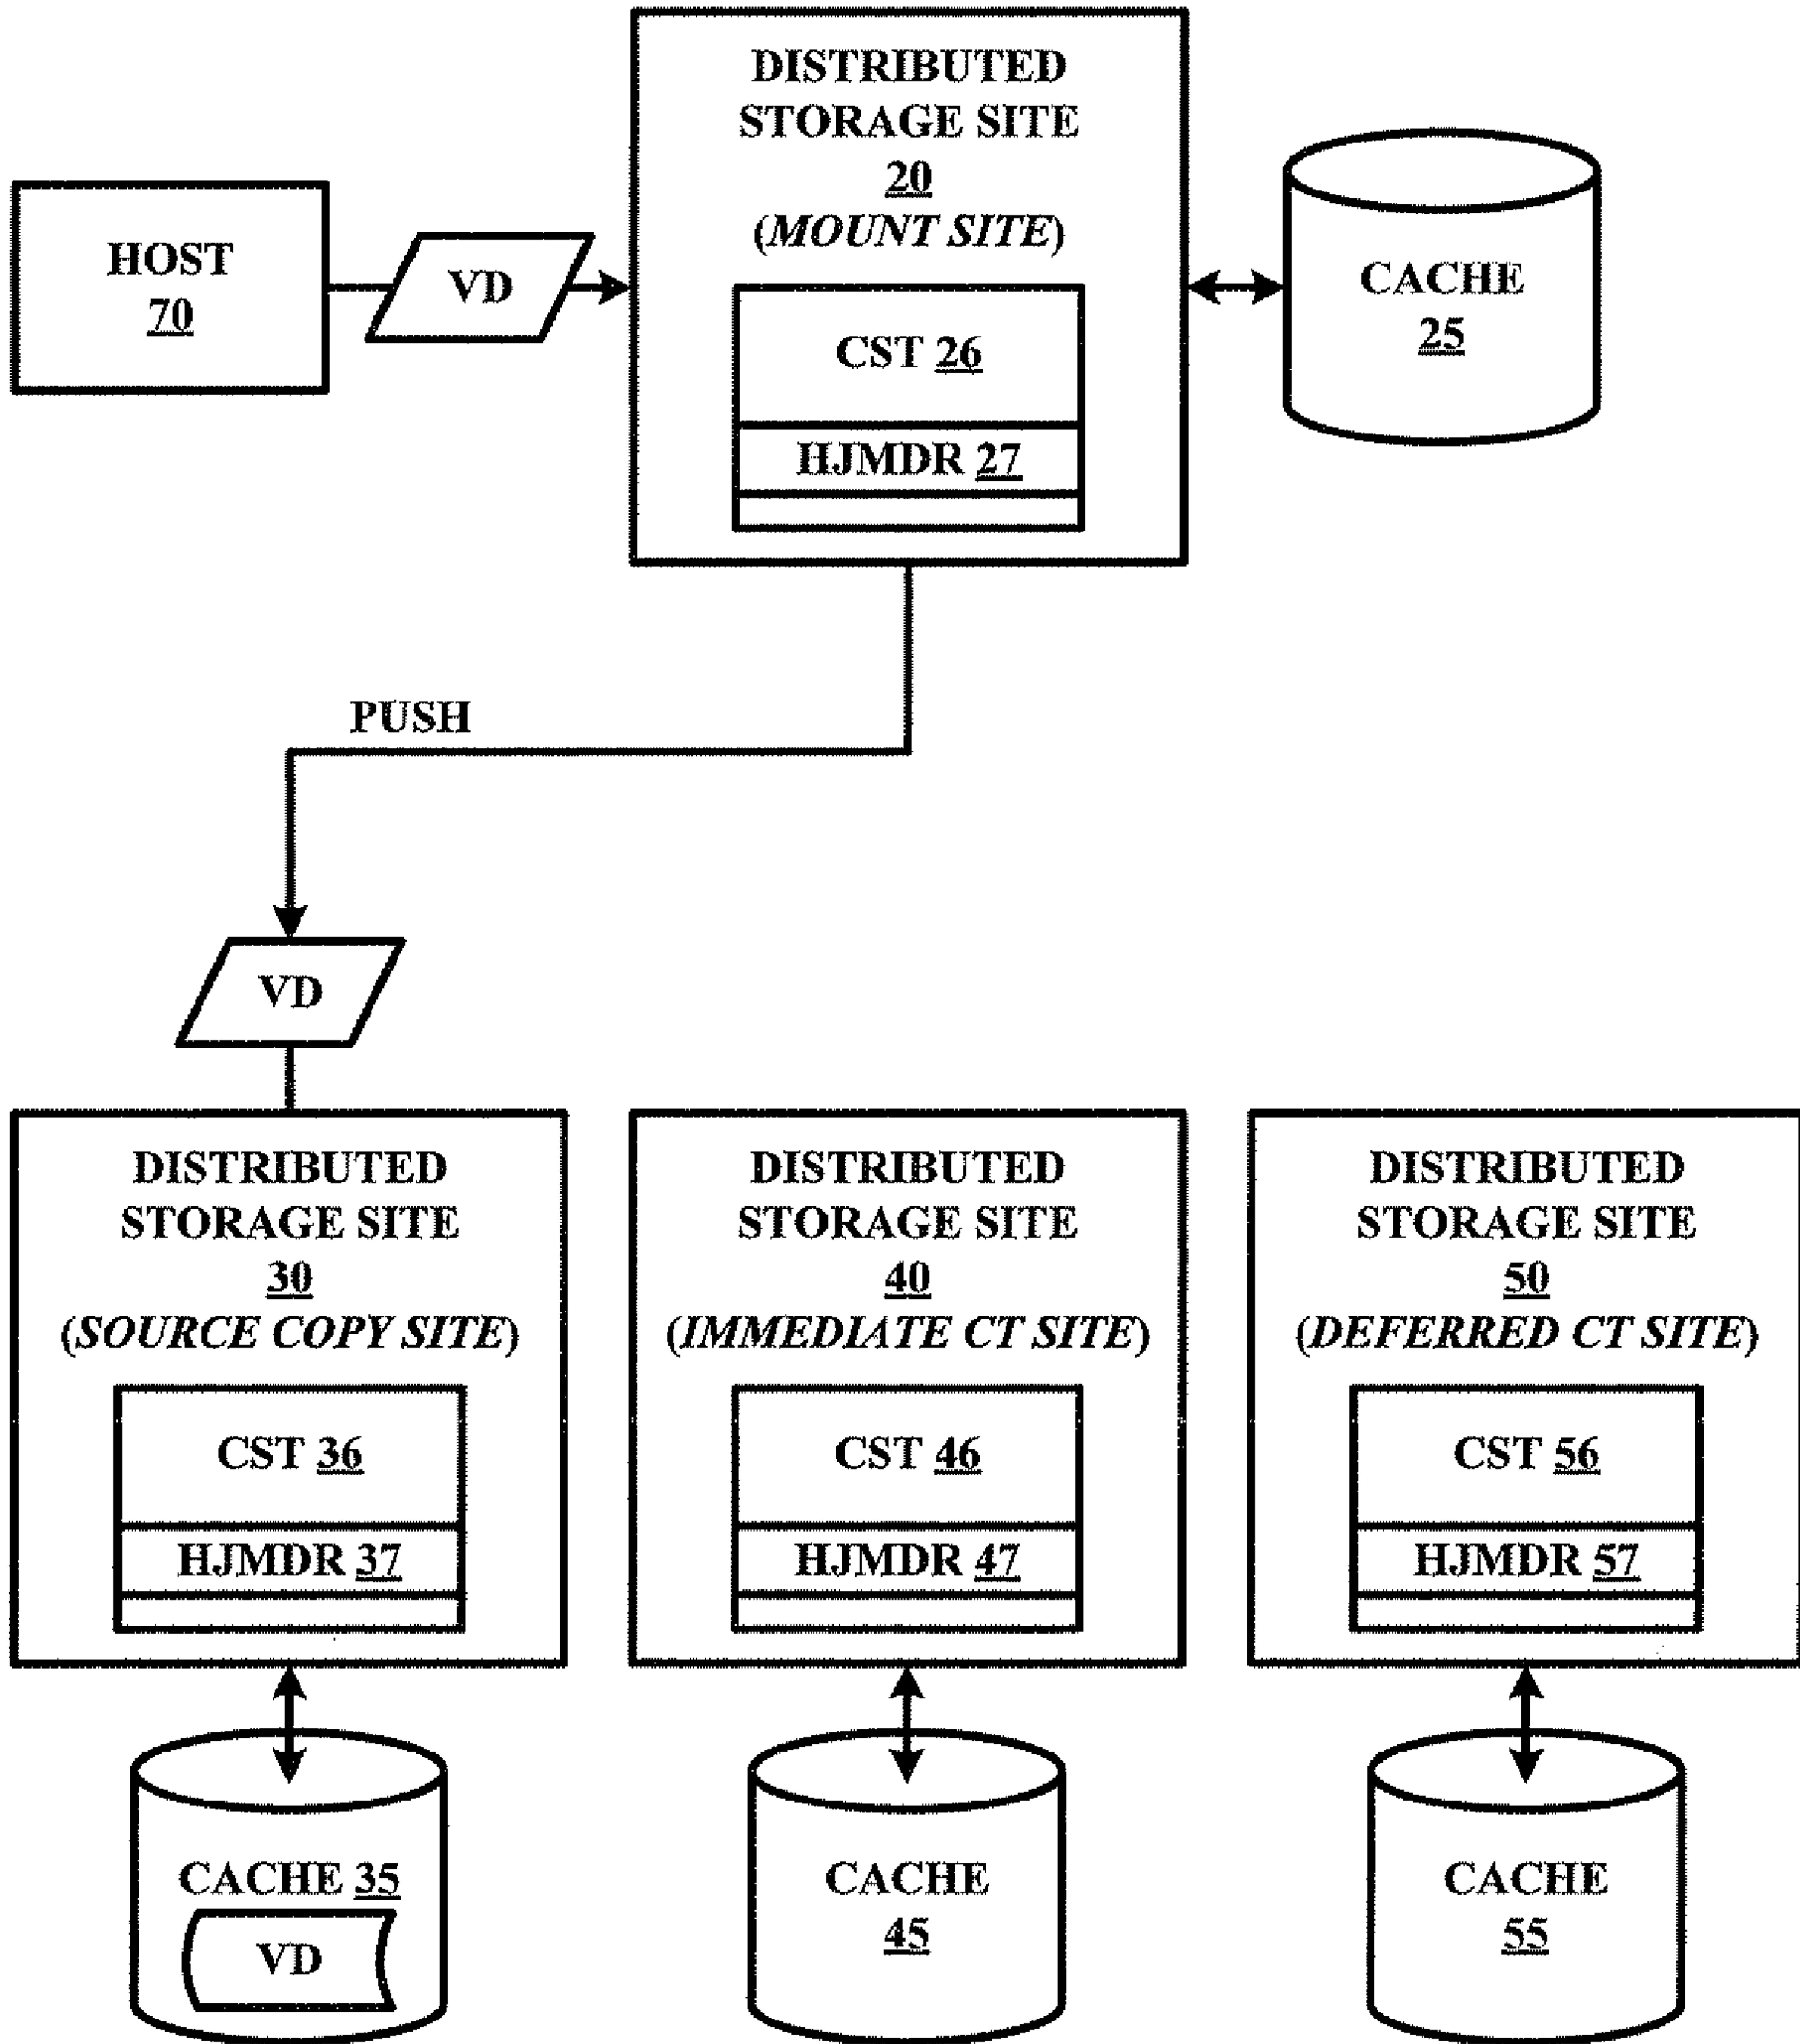 DISTRIBUTED
STORAGE SITE
20
(MOUNT SITE)
HOST
70
VD
CST 26
HJMDR 27
CACHE
25
PUSH
VD
DISTRIBUTED
STORAGE SITE
30
(SOURCE COPY SITE)
CST 36
HJMDR 37
DISTRIBUTED
STORAGE SITE
40
(IMMEDIATE CT SITE)
CST 46
HJMDR 47
DISTRIBUTED
STORAGE SITE
50
(DEFERRED CT SITE)
CST 56
HJMDR 57
CACHE 35
VD
CACHE
45
CACHE
55